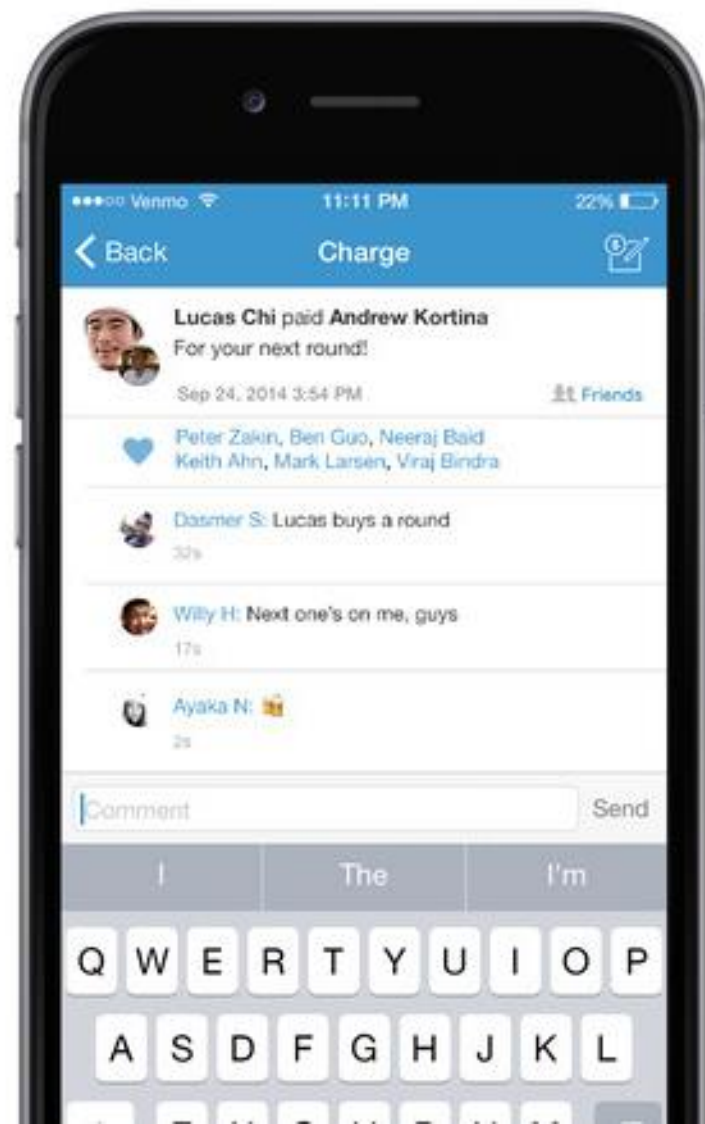 Venmo 11:11 PM 22%
Back Charge
Lucas Chi paid Andrew Kortina
For your next round!
Sep 24, 2014 3:54 PM Friends
Peter Zakin, Ben Guo, Neeraj Baid
Keith Ahn, Mark Larsen, Viraj Bindra
Dasmer S: Lucas buys a round
32s
Willy H: Next one's on me, guys
17s
Ayaka N: 🍻
2s
Comment Send
I The I'm
Q W E R T Y U I O P
A S D F G H J K L